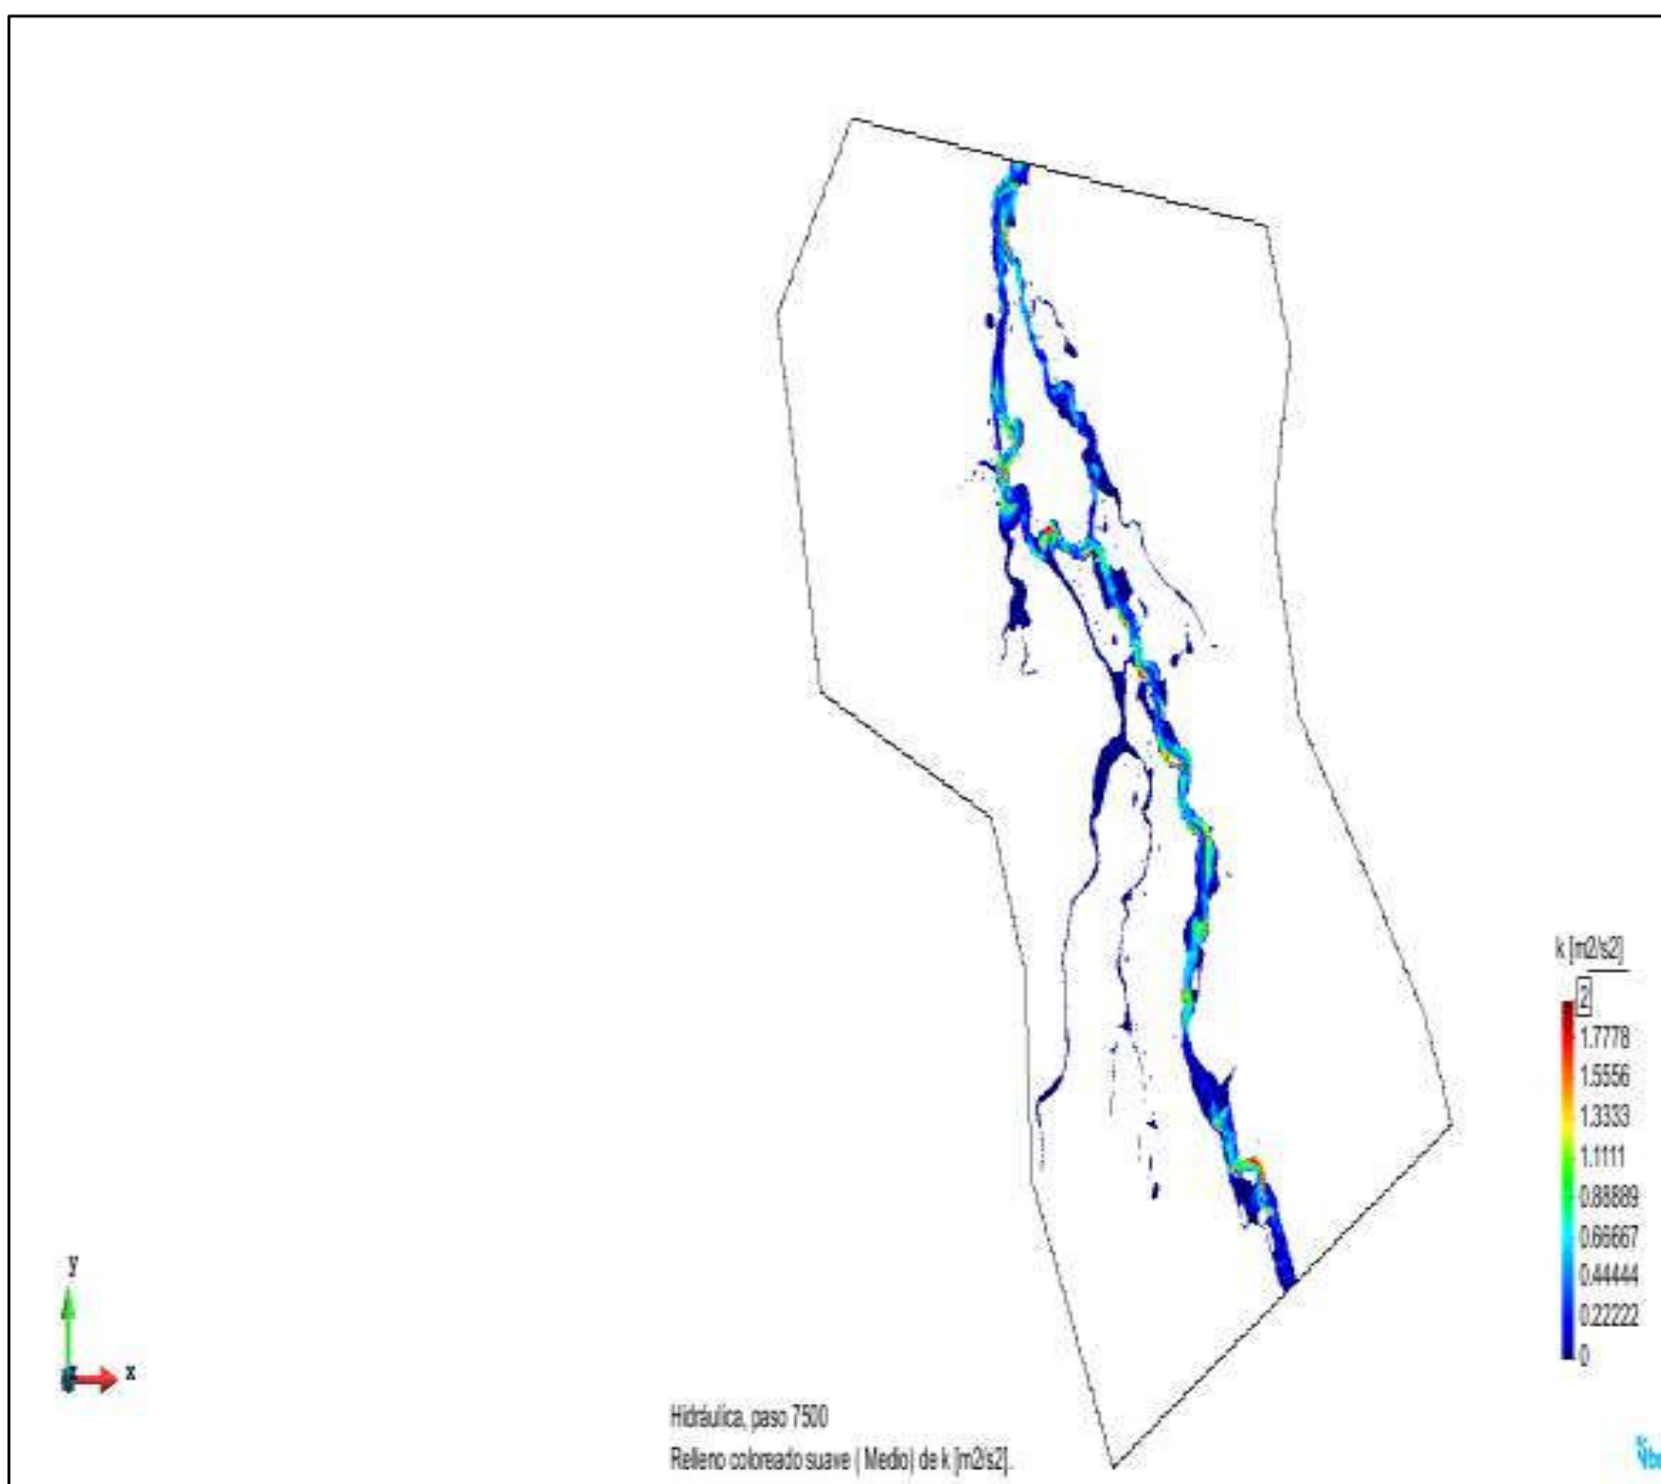 k [m2/s2]
2
1.7778
1.5556
1.3333
1.1111
0.88889
0.66667
0.44444
0.22222
0
y
x
Hidráulica, paso 7500
Relleno coloreado suave ( Medio) de k [m2/s2].